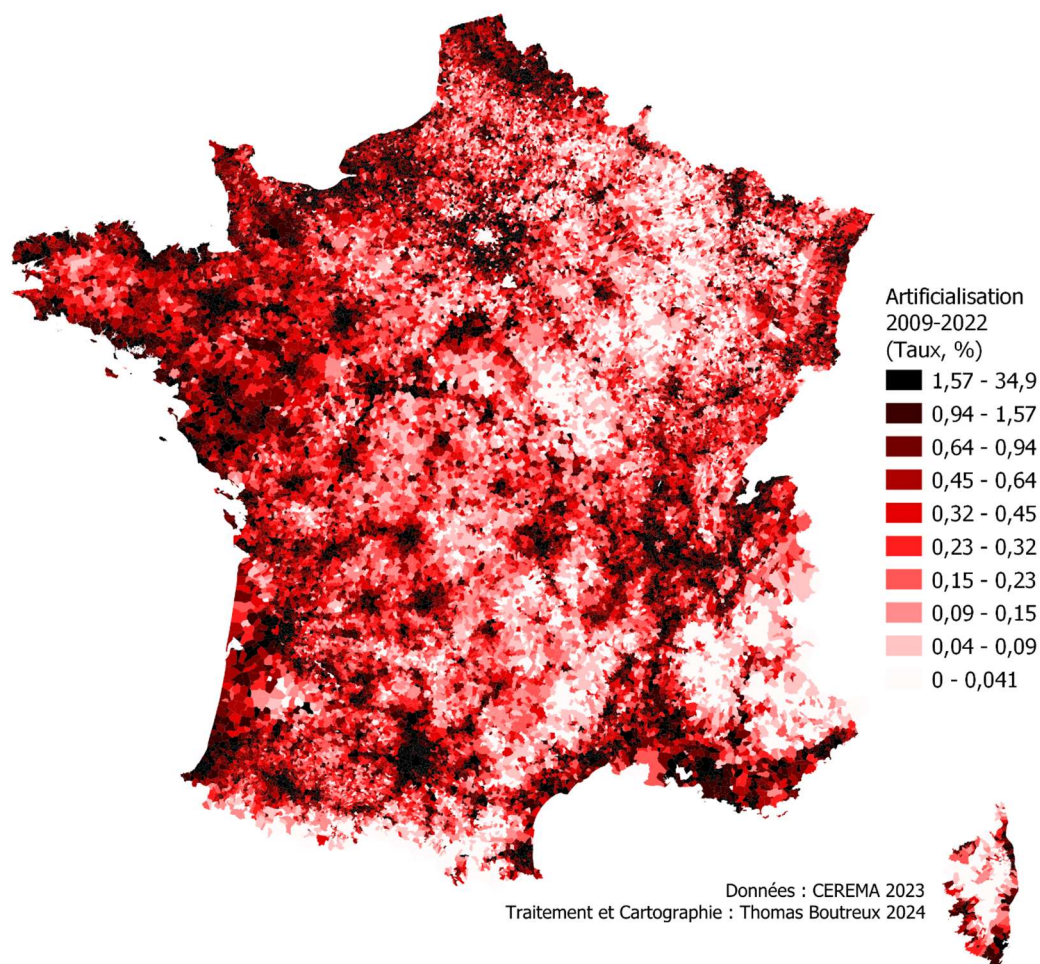 Artificialisation
2009-2022
(Taux, %)
1,57 - 34,9
0,94 - 1,57
0,64 - 0,94
0,45 - 0,64
0,32 - 0,45
0,23 - 0,32
0,15 - 0,23
0,09 - 0,15
0,04 - 0,09
0 - 0,041
Données : CEREMA 2023
Traitement et Cartographie : Thomas Boutreux 2024